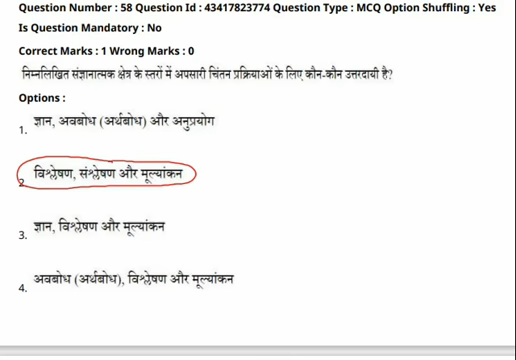 Question Number : 58 Question Id : 43417823774 Question Type : MCQ Option Shuffling : Yes
Is Question Mandatory : No
Correct Marks : 1 Wrong Marks : 0
निम्नलिखित संज्ञानात्मक क्षेत्र के स्तरों में अपसारी चिंतन प्रक्रियाओं के लिए कौन-कौन उत्तरदायी है?
Options :
1. ज्ञान, अवबोध (अर्थबोध) और अनुप्रयोग
2. विश्लेषण, संश्लेषण और मूल्यांकन
3. ज्ञान, विश्लेषण और मूल्यांकन
4. अवबोध (अर्थबोध), विश्लेषण और मूल्यांकन